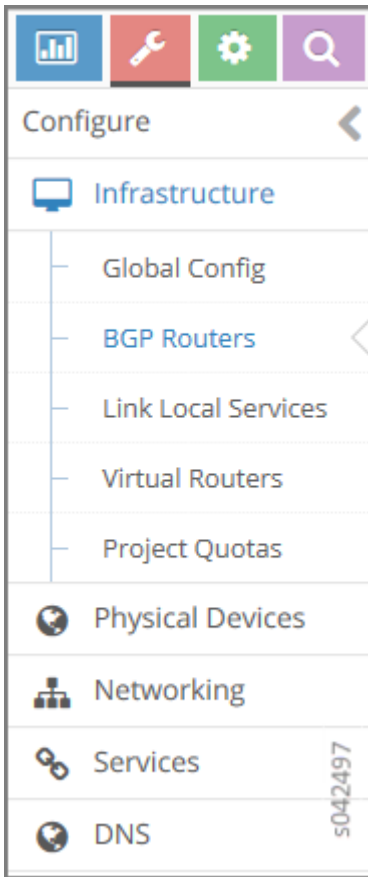 Configure
Infrastructure
Global Config
BGP Routers
Link Local Services
Virtual Routers
Project Quotas
Physical Devices
Networking
Services
DNS
s042497